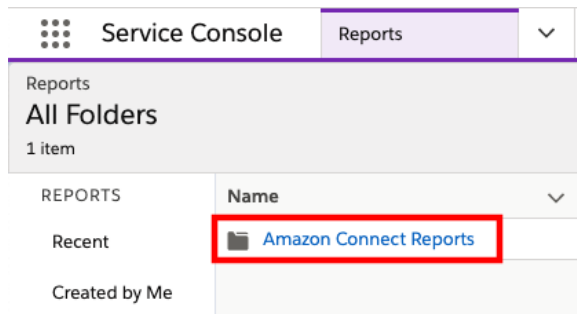 Service Console Reports
Reports
All Folders
1 item
REPORTS Name
Recent Amazon Connect Reports
Created by Me